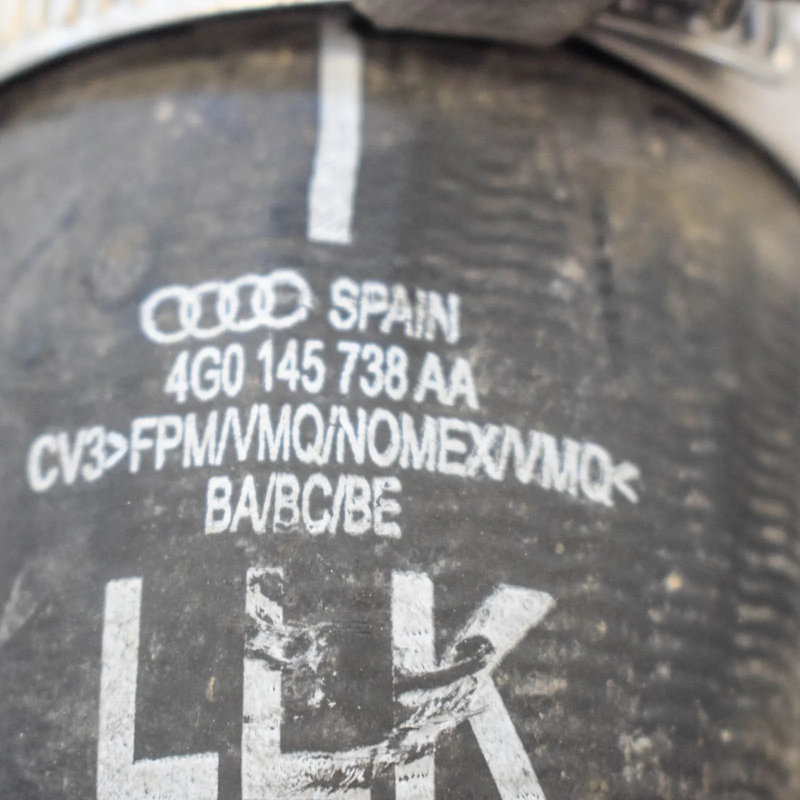 SPAIN
4G0 145 738 AA
CV3>FPM/VMQ/NOMEX/VMQ<
BA/BC/BE
LLK